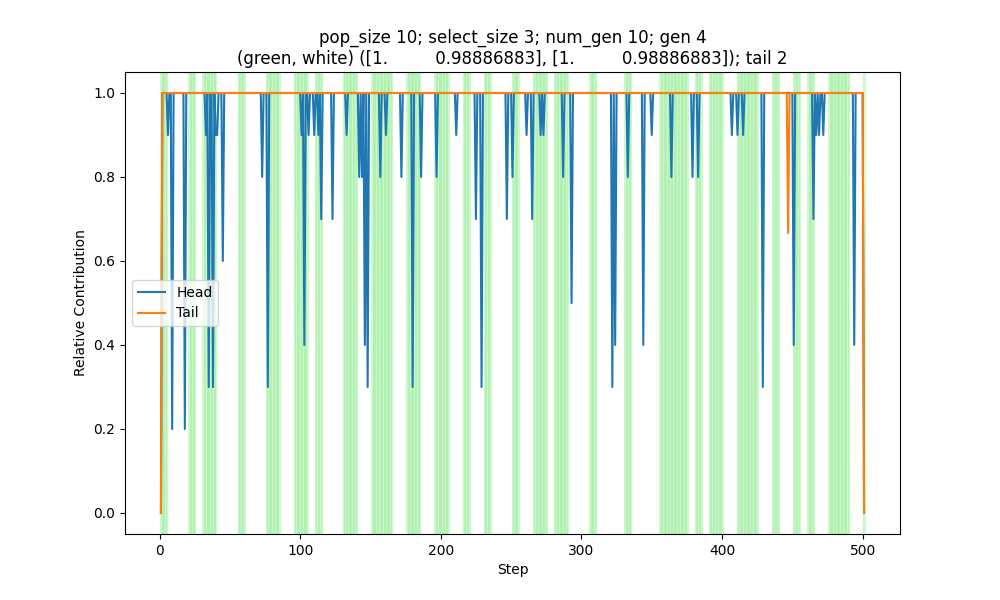 pop_size 10; select_size 3; num_gen 10; gen 4
(green, white) ([1.          0.98886883], [1.          0.98886883]); tail 2
1.0
0.8
0.6
0.4
0.2
0.0
Relative Contribution
Head
Tail
0 100 200 300 400 500
Step